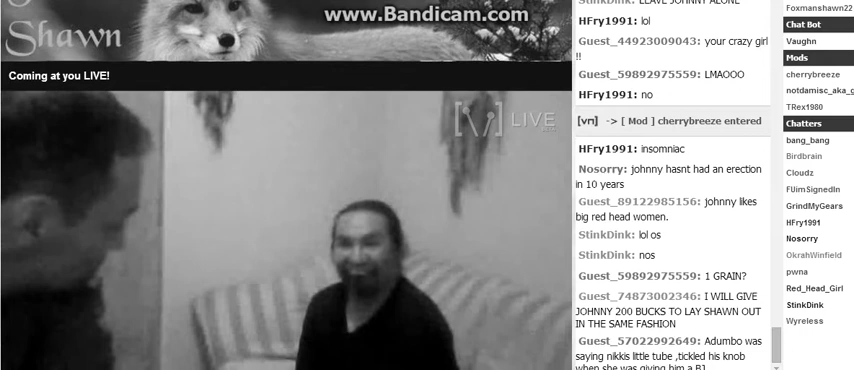 www.Bandicam.com
Shawn
Coming at you LIVE!
LIVE
StinkDink: LEAVE JOHNNY ALONE
HFry1991: lol
Guest_44923009043: your crazy girl
!!
Guest_59892975559: LMAOOO
HFry1991: no
-> [ Mod ] cherrybreeze entered
HFry1991: insomniac
Nosorry: johnny hasnt had an erection
in 10 years
Guest_89122985156: johnny likes
big red head women.
StinkDink: lol os
StinkDink: nos
Guest_59892975559: 1 GRAIN?
Guest_74873002346: I WILL GIVE
JOHNNY 200 BUCKS TO LAY SHAWN OUT
IN THE SAME FASHION
Guest_57022992649: Adumbo was
saying nikkis little tube ,tickled his knob
when she was giving him a BJ
Foxmanshawn22
Chat Bot
Vaughn
Mods
cherrybreeze
notdamisc_aka_g
TRex1980
Chatters
bang_bang
Birdbrain
Cloudz
FUimSignedIn
GrindMyGears
HFry1991
Nosorry
OkrahWinfield
pwna
Red_Head_Girl
StinkDink
Wyreless